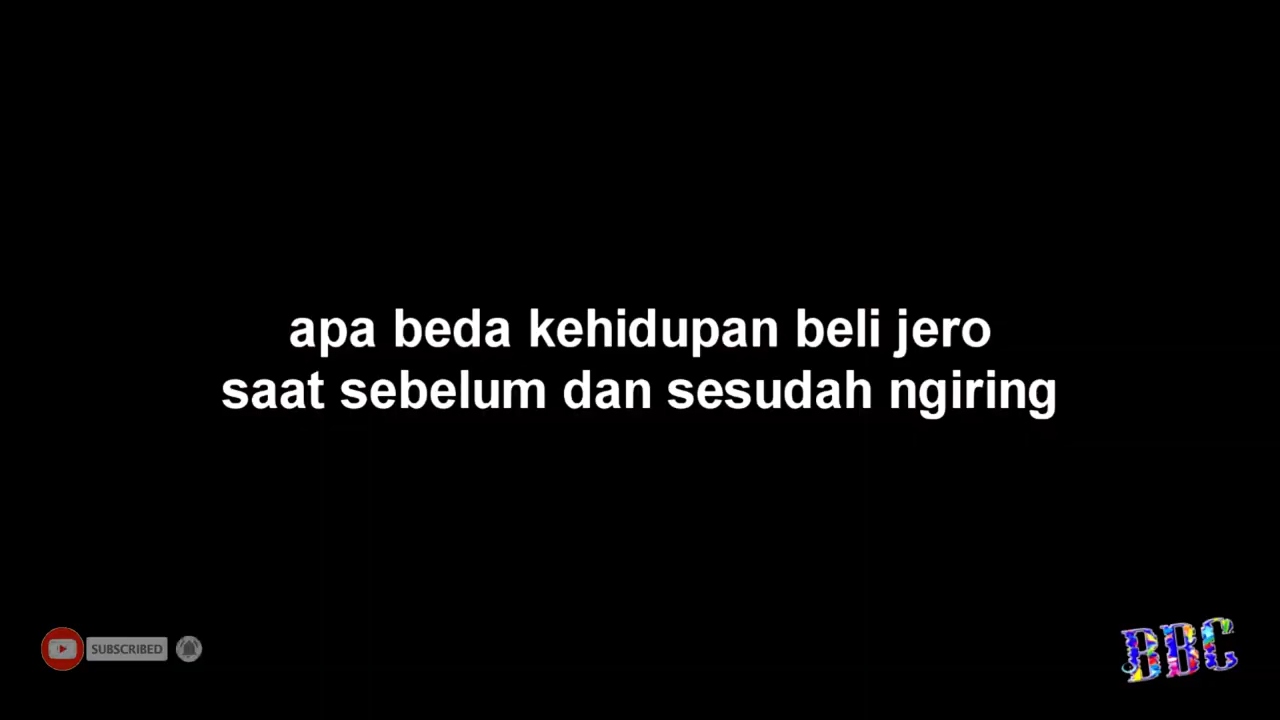 apa beda kehidupan beli jero
saat sebelum dan sesudah ngiring
SUBSCRIBED
BBC